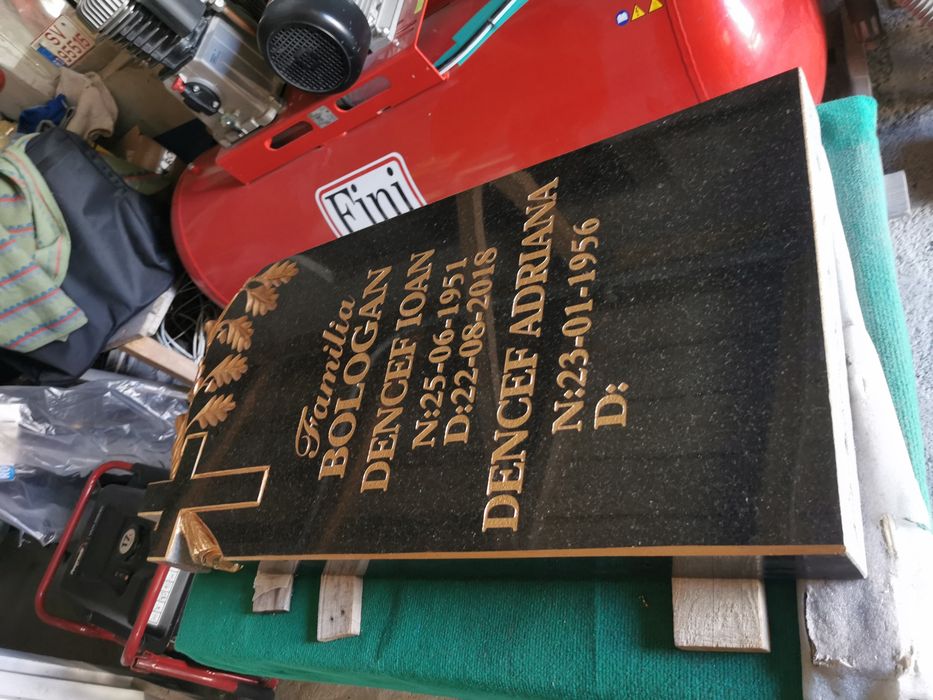 Familia
BOLOGAN
DENCEF IOAN
N:25-06-1951
D:22-08-2018
DENCEF ADRIANA
N:23-01-1956
D:
Fini